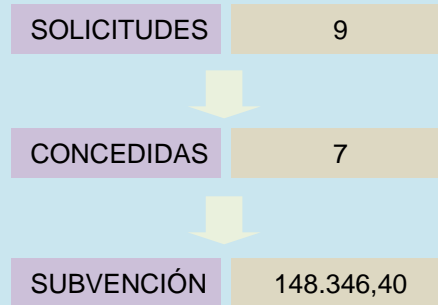 SOLICITUDES 9
CONCEDIDAS 7
SUBVENCIÓN 148.346,40